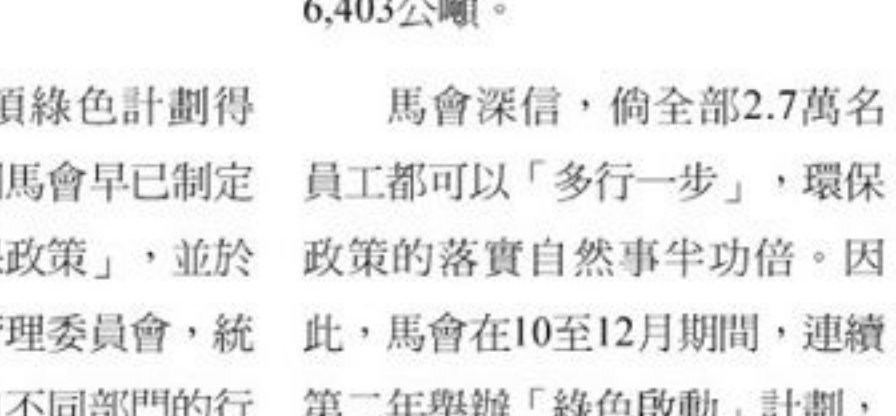 綠色計劃得
馬會早已制定
政策」，並於
理委員會，統
不同部門的行
6,403公噸。
馬會深信，倘全部2.7萬名
員工都可以「多行一步」，環保
政策的落實自然事半功倍。因
此，馬會在10至12月期間，連續
第二年舉辦「綠色啟動」計劃，